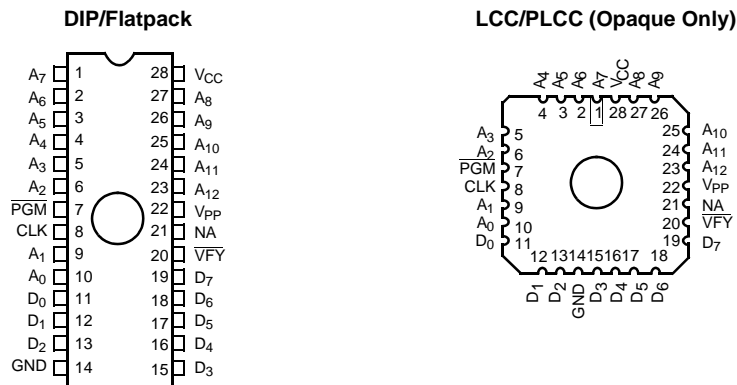 DIP/Flatpack
A7 1 28 VCC
A6 2 27 A8
A5 3 26 A9
A4 4 25 A10
A3 5 24 A11
A2 6 23 A12
PGM 7 22 VPP
CLK 8 21 NA
A1 9 20 VFY
A0 10 19 D7
D0 11 18 D6
D1 12 17 D5
D2 13 16 D4
GND 14 15 D3
LCC/PLCC (Opaque Only)
A4 A5 A6 A7 VCC A8 A9
4 3 2 1 28 27 26
A3 5 25 A10
A2 6 24 A11
PGM 7 23 A12
CLK 8 22 VPP
A1 9 21 NA
A0 10 20 VFY
D0 11 19 D7
12 13 14 15 16 17 18
D1 D2 GND D3 D4 D5 D6